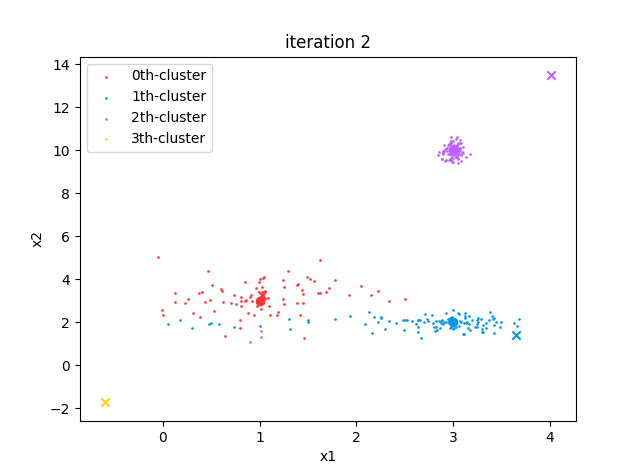 iteration 2
14
12
10
8
6
4
2
0
−2
x2
0th-cluster
1th-cluster
2th-cluster
3th-cluster
0 1 2 3 4
x1